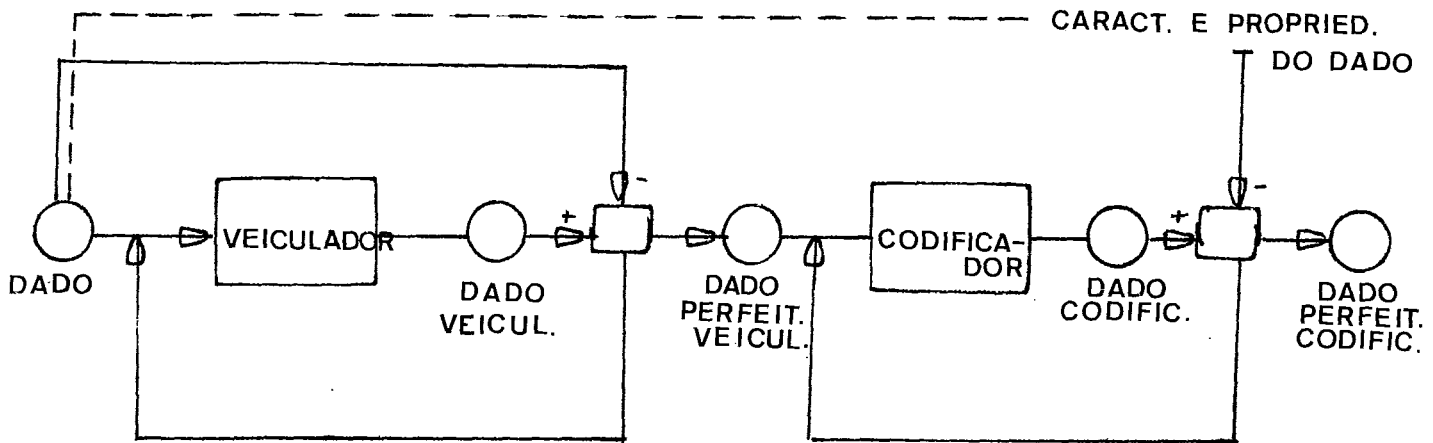 CARACT. E PROPRIED.
DO DADO
-
-
VEICULADOR
+
CODIFICA-
DOR
+
DADO
DADO
VEICUL.
DADO
PERFEIT.
VEICUL.
DADO
CODIFIC.
DADO
PERFEIT.
CODIFIC.